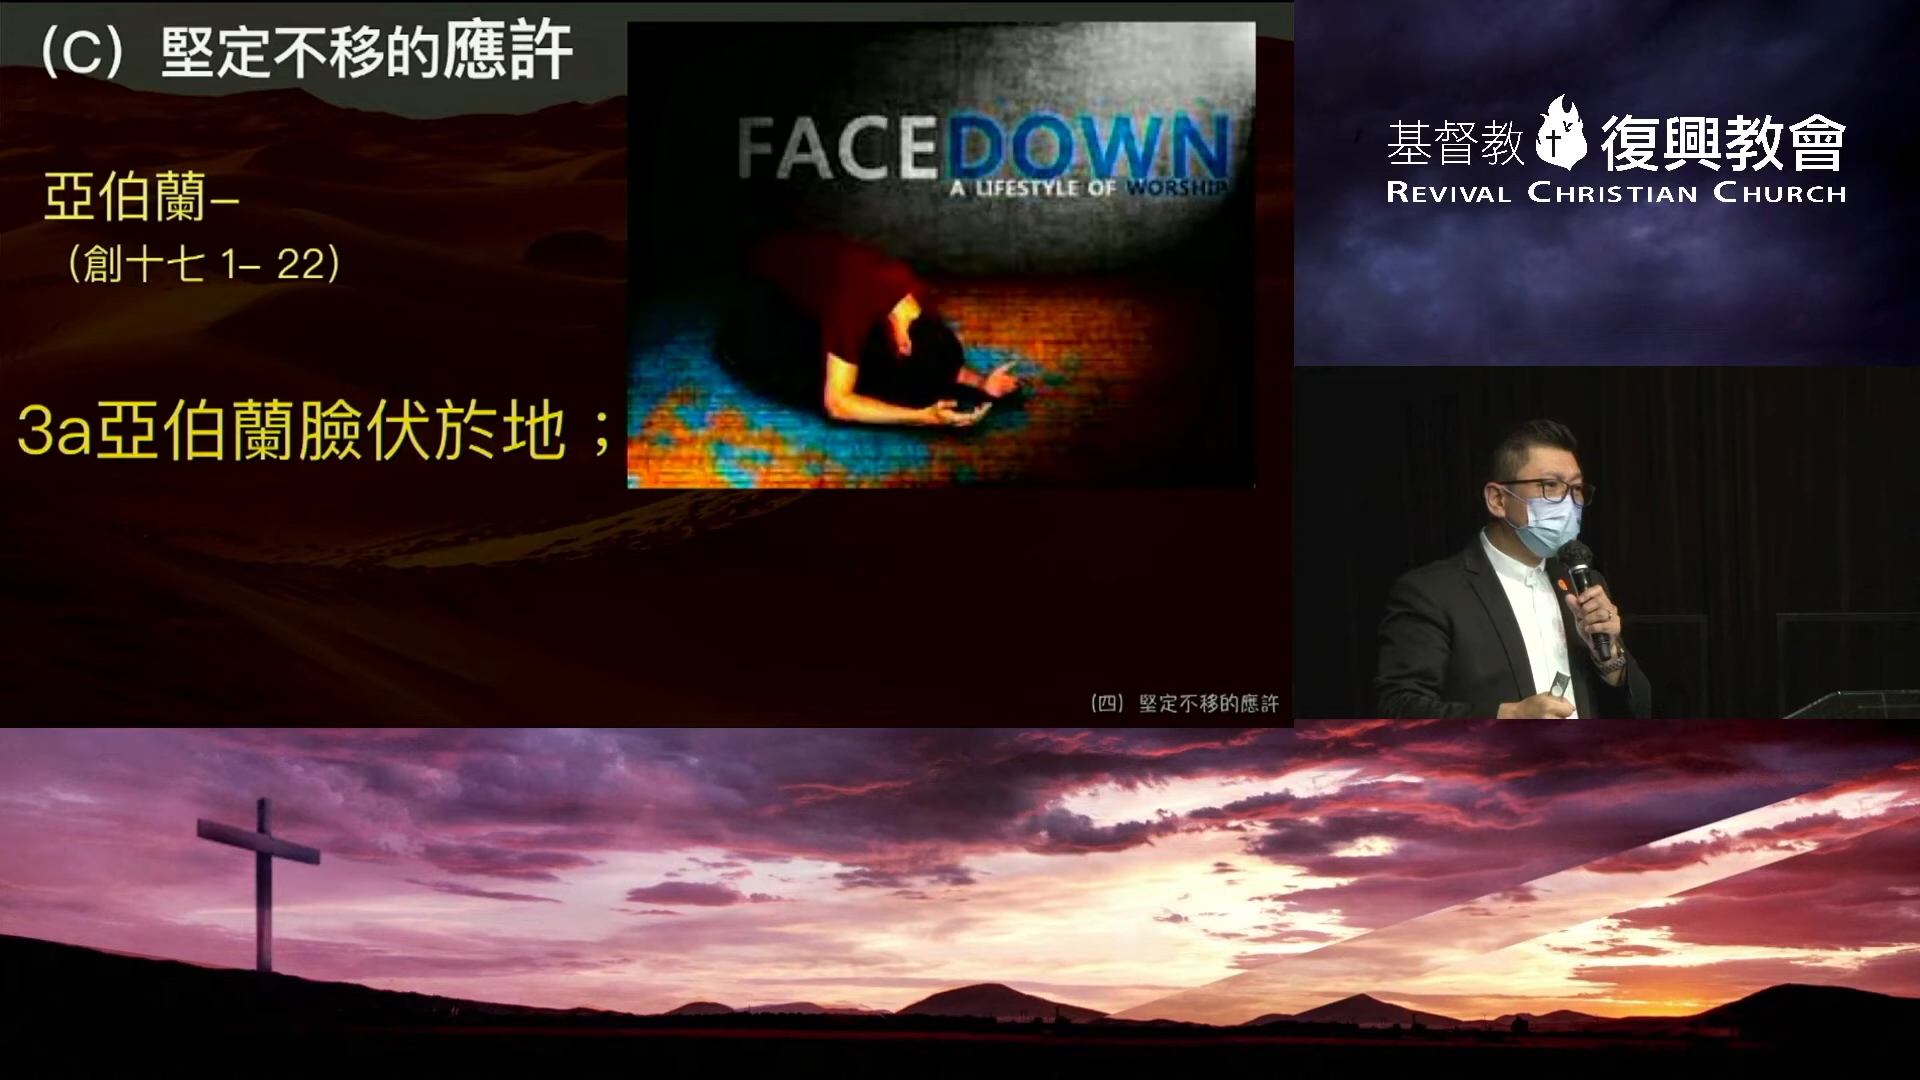 (C) 堅定不移的應許
亞伯蘭–
（創十七 1– 22）
3a亞伯蘭臉伏於地；
FACEDOWN
A LIFESTYLE OF WORSHIP
（四） 堅定不移的應許
基督教 復興教會
REVIVAL CHRISTIAN CHURCH